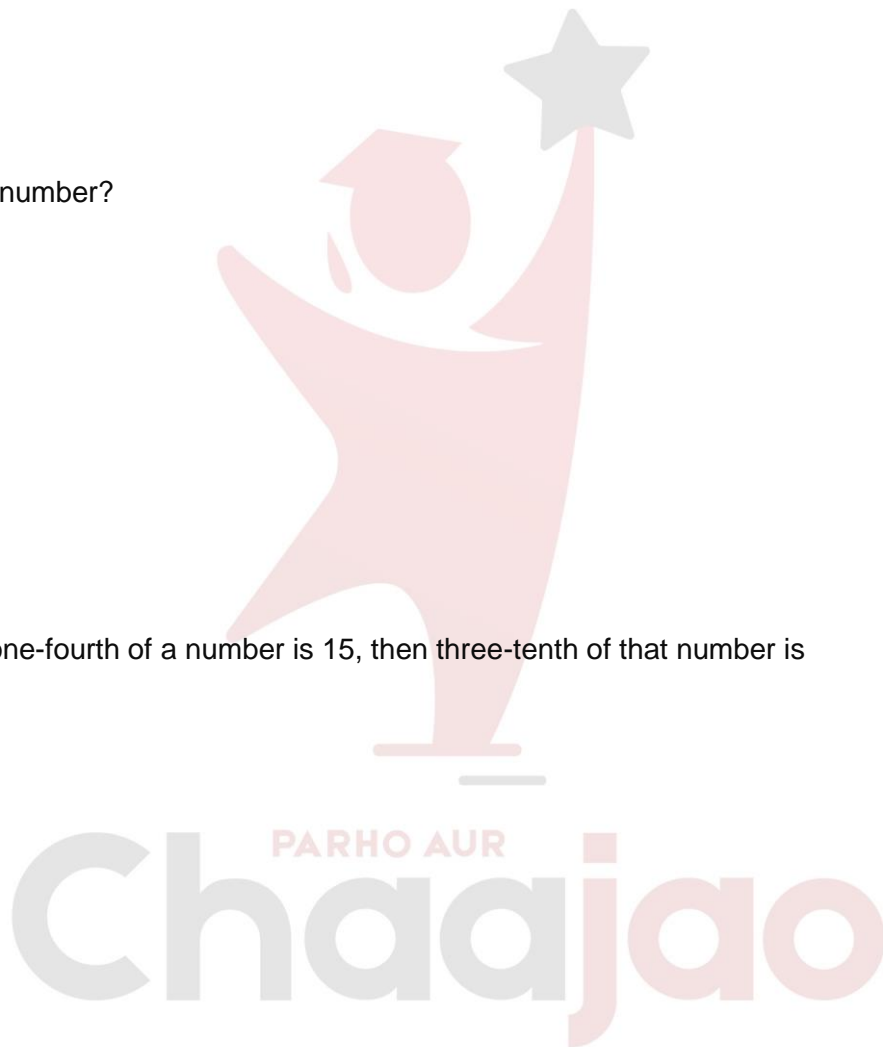 number?
one-fourth of a number is 15, then three-tenth of that number is
PARHO AUR
Chaajao